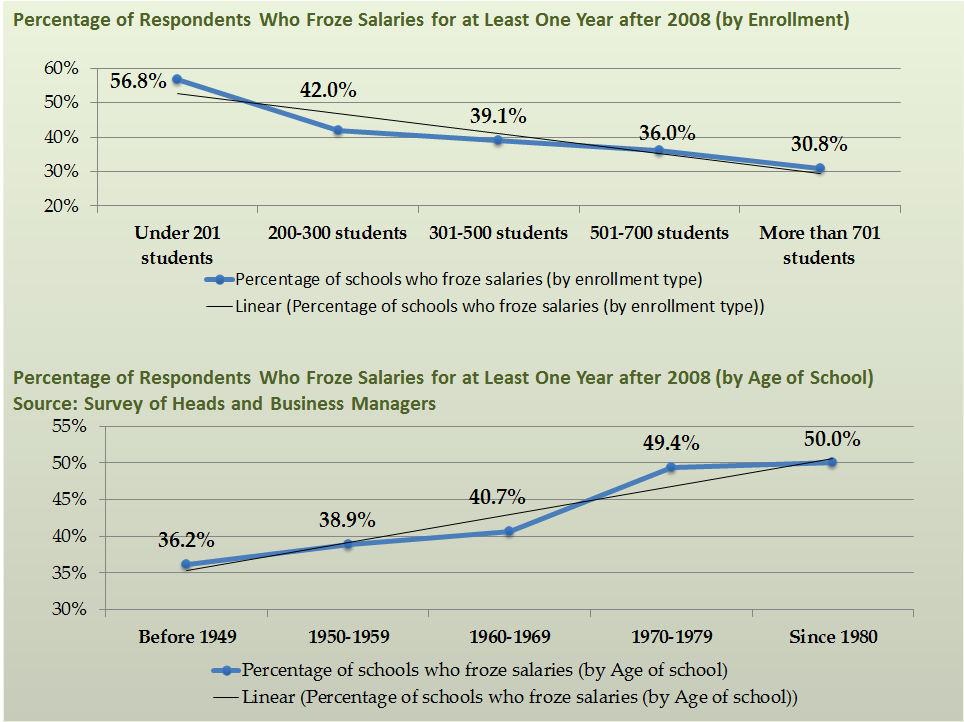 Percentage of Respondents Who Froze Salaries for at Least One Year after 2008 (by Enrollment)
60%
50%
40%
30%
20%
56.8%
42.0%
39.1%
36.0%
30.8%
Under 201 students
200-300 students
301-500 students
501-700 students
More than 701 students
Percentage of schools who froze salaries (by enrollment type)
Linear (Percentage of schools who froze salaries (by enrollment type))
Percentage of Respondents Who Froze Salaries for at Least One Year after 2008 (by Age of School)
Source: Survey of Heads and Business Managers
55%
50%
45%
40%
35%
30%
36.2%
38.9%
40.7%
49.4%
50.0%
Before 1949
1950-1959
1960-1969
1970-1979
Since 1980
Percentage of schools who froze salaries (by Age of school)
Linear (Percentage of schools who froze salaries (by Age of school))